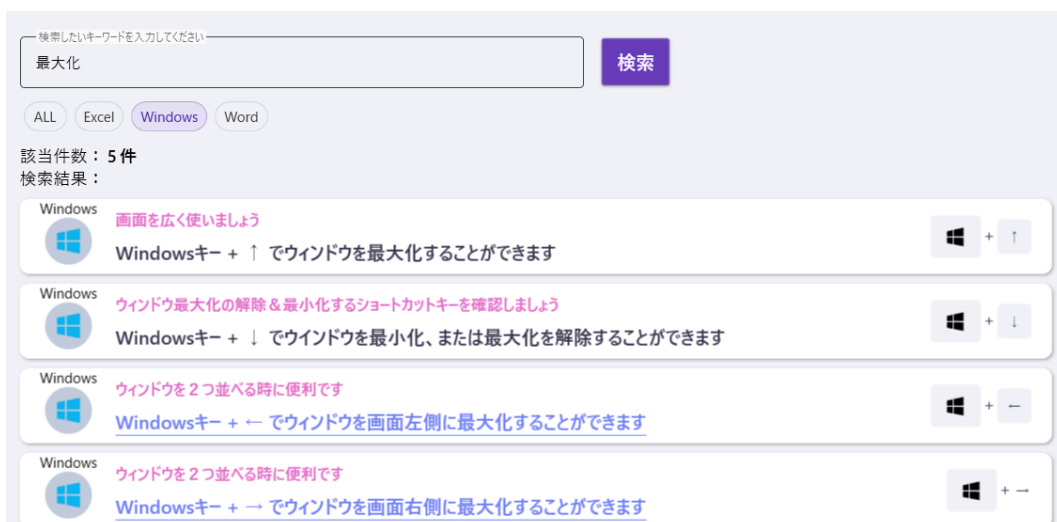 検索したいキーワードを入力してください
最大化
検索
ALL Excel Windows Word
該当件数： 5 件
検索結果：
Windows
画面を広く使いましょう
Windowsキー + ↑ でウィンドウを最大化することができます
+ ↑
Windows
ウィンドウ最大化の解除＆最小化するショートカットキーを確認しましょう
Windowsキー + ↓ でウインドウを最小化、または最大化を解除することができます
+ ↓
Windows
ウィンドウを２つ並べる時に便利です
Windowsキー + ← でウィンドウを画面左側に最大化することができます
+ ←
Windows
ウィンドウを２つ並べる時に便利です
Windowsキー + → でウィンドウを画面右側に最大化することができます
+ →